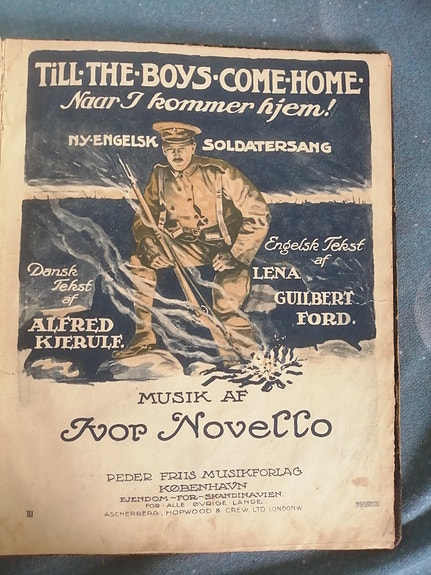 TILL·THE·BOYS·COME·HOME·
Naar I kommer hjem!
NY·ENGELSK SOLDATERSANG
Engelsk Tekst
af
LENA
GUILBERT
FORD.
Dansk
Tekst
af
ALFRED
KJERULF.
MUSIK AF
Ivor Novello
PEDER FRIIS MUSIKFORLAG
KØBENHAVN
EJENDOM~FOR~SKANDINAVIEN.
FOR ALLE ØVRIGE LANDE
ASCHERBERG, HOPWOOD & CREW, LTD. LONDON W.